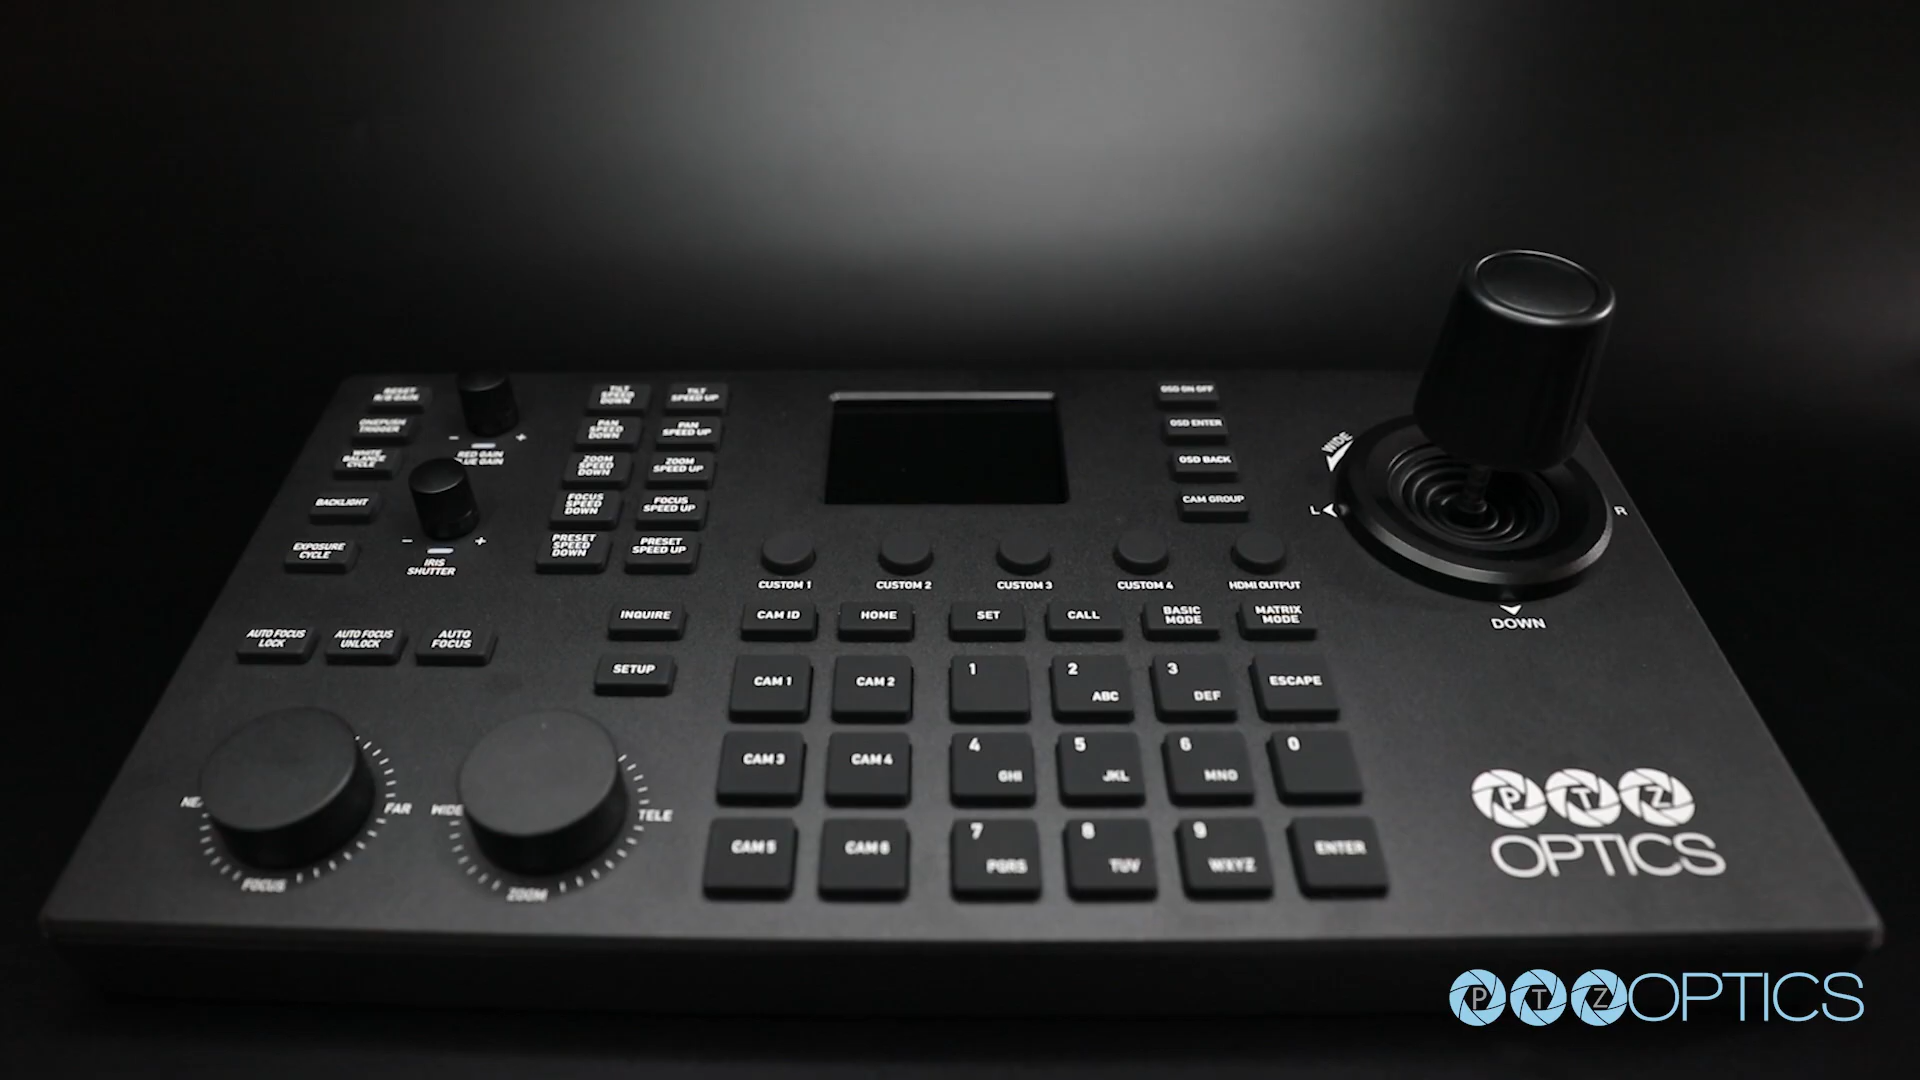 RESET
R/B GAIN
ONEPUSH
TRIGGER
WHITE
BALANCE
CYCLE
BACKLIGHT
EXPOSURE
CYCLE
- +
RED GAIN
BLUE GAIN
- +
IRIS
SHUTTER
TILT
SPEED
DOWN
TILT
SPEED UP
PAN
SPEED
DOWN
PAN
SPEED UP
ZOOM
SPEED
DOWN
ZOOM
SPEED UP
FOCUS
SPEED
DOWN
FOCUS
SPEED UP
PRESET
SPEED
DOWN
PRESET
SPEED UP
OSD ON OFF
OSD ENTER
OSD BACK
CAM GROUP
WIDE
L
R
DOWN
CUSTOM 1
CUSTOM 2
CUSTOM 3
CUSTOM 4
HDMI OUTPUT
AUTO FOCUS
LOCK
AUTO FOCUS
UNLOCK
AUTO
FOCUS
INQUIRE
SETUP
CAM ID
HOME
SET
CALL
BASIC
MODE
MATRIX
MODE
CAM 1
CAM 2
1
2
ABC
3
DEF
ESCAPE
CAM 3
CAM 4
4
GHI
5
JKL
6
MNO
0
CAM 5
CAM 6
7
PQRS
8
TUV
9
WXYZ
ENTER
FAR
FOCUS
WIDE
TELE
ZOOM
PTZ
OPTICS
PTZOPTICS